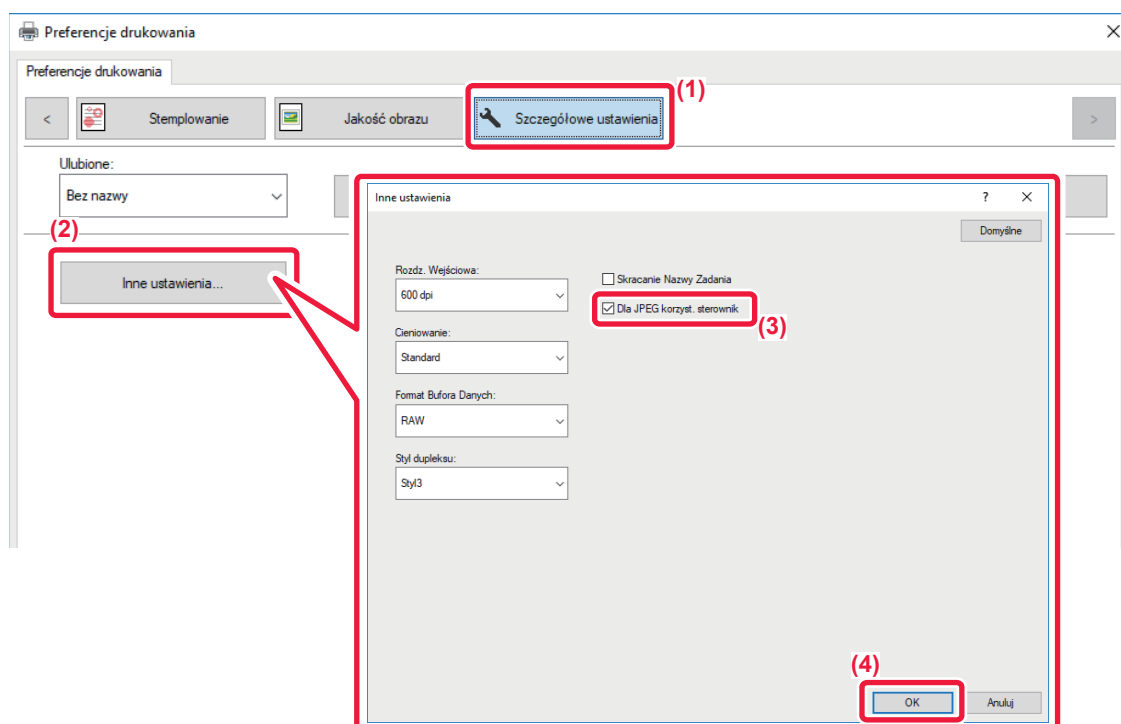 Preferencje drukowania
Preferencje drukowania
(1)
<
Stemplowanie
Jakość obrazu
Szczegółowe ustawienia
>
Ulubione:
Bez nazwy
(2)
Inne ustawienia...
Inne ustawienia
?
Domyślne
Rozdz. Wejściowa:
600 dpi
Skracanie Nazwy Zadania
Dla JPEG korzyst. sterownik
(3)
Cieniowanie:
Standard
Format Bufora Danych:
RAW
Styl dupleksu:
Styl3
(4)
OK
Anuluj